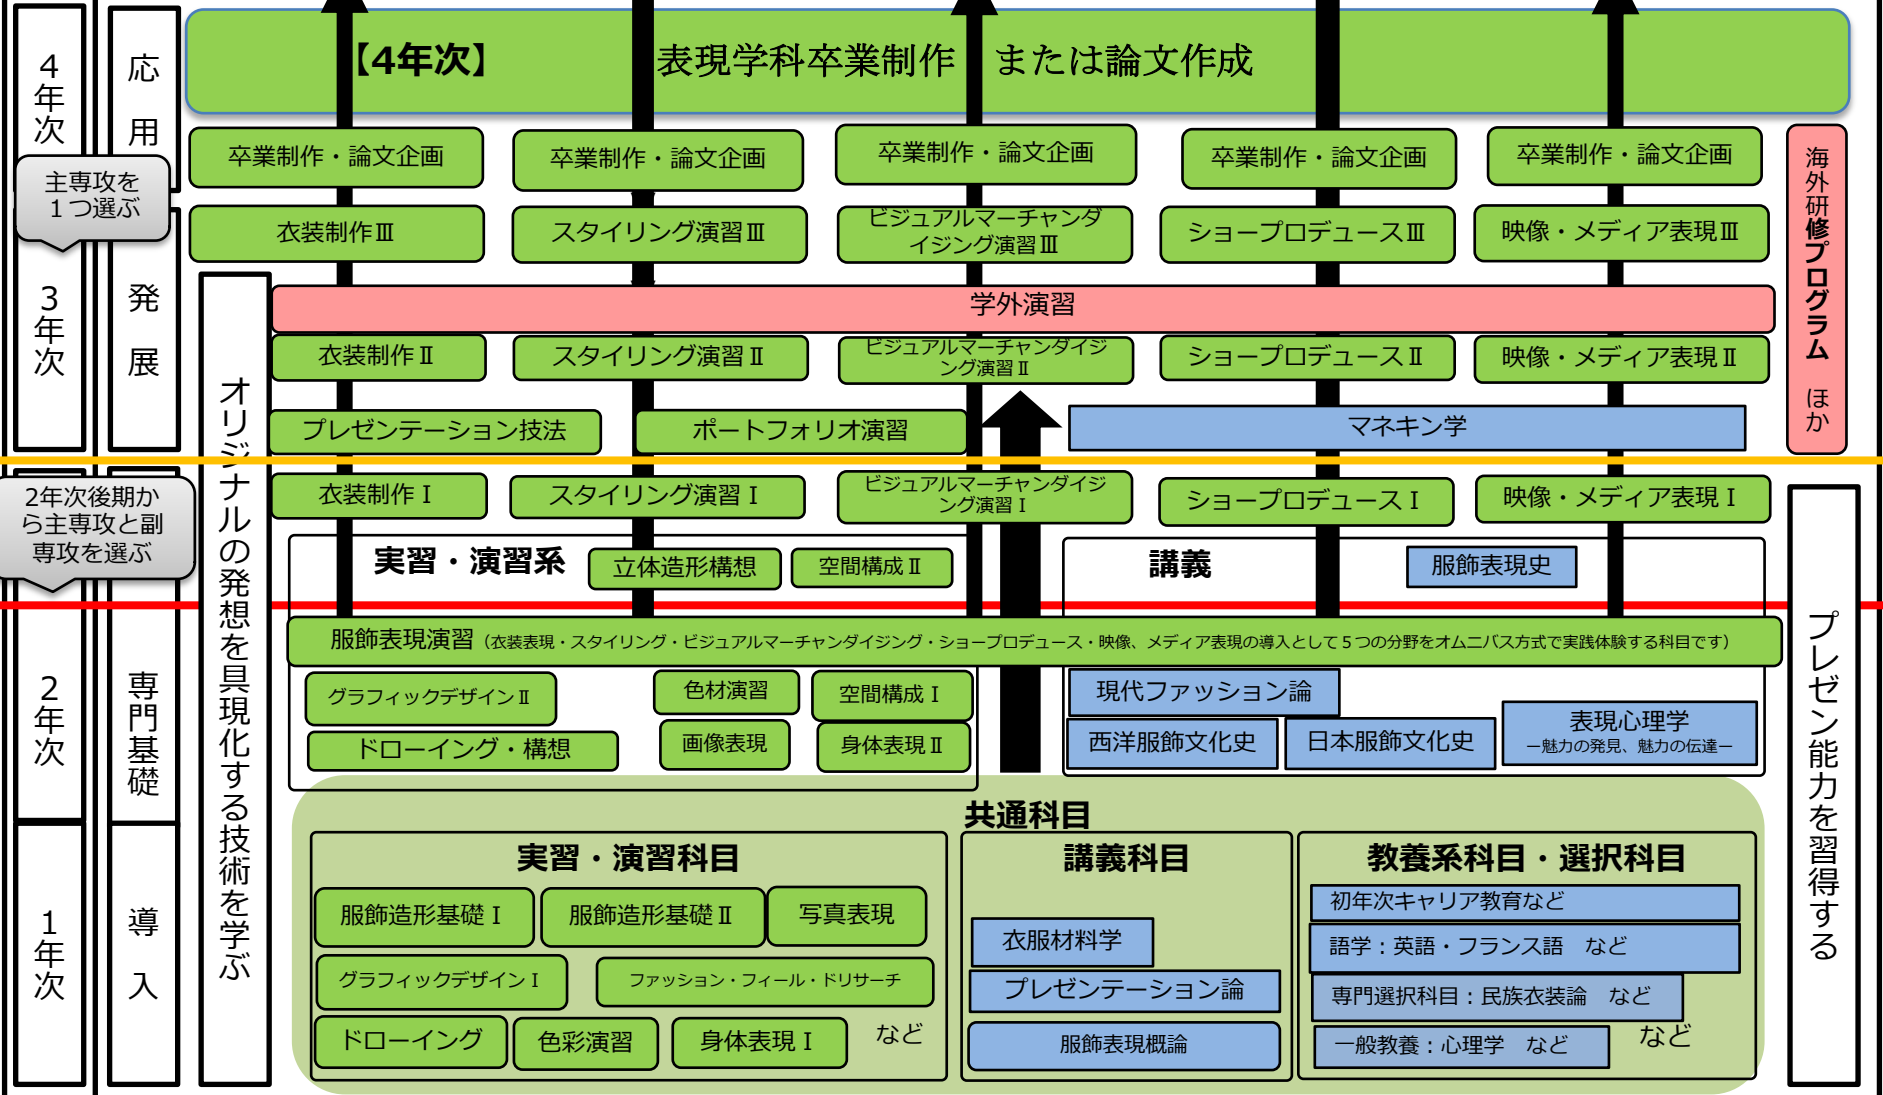 4年次
応用
【4年次】 表現学科卒業制作 または論文作成
卒業制作・論文企画
卒業制作・論文企画
卒業制作・論文企画
卒業制作・論文企画
卒業制作・論文企画
海外研修プログラム ほか
主専攻を
１つ選ぶ
3年次
発展
衣装制作Ⅲ
スタイリング演習Ⅲ
ビジュアルマーチャンダ
イジング演習Ⅲ
ショープロデュースⅢ
映像・メディア表現Ⅲ
学外演習
衣装制作Ⅱ
スタイリング演習Ⅱ
ビジュアルマーチャンダイジ
ング演習Ⅱ
ショープロデュースⅡ
映像・メディア表現Ⅱ
オリジナルの発想を具現化する技術を学ぶ
プレゼンテーション技法
ポートフォリオ演習
マネキン学
2年次後期か
ら主専攻と副
専攻を選ぶ
衣装制作Ⅰ
スタイリング演習Ⅰ
ビジュアルマーチャンダイジ
ング演習Ⅰ
ショープロデュースⅠ
映像・メディア表現Ⅰ
プレゼン能力を習得する
実習・演習系
立体造形構想
空間構成Ⅱ
講義
服飾表現史
服飾表現演習（衣装表現・スタイリング・ビジュアルマーチャンダイジング・ショープロデュース・映像、メディア表現の導入として５つの分野をオムニバス方式で実践体験する科目です）
2年次
専門基礎
グラフィックデザインⅡ
色材演習
空間構成Ⅰ
現代ファッション論
ドローイング・構想
画像表現
身体表現Ⅱ
西洋服飾文化史
日本服飾文化史
表現心理学
ー魅力の発見、魅力の伝達ー
共通科目
1年次
導入
実習・演習科目
講義科目
教養系科目・選択科目
服飾造形基礎Ⅰ
服飾造形基礎Ⅱ
写真表現
グラフィックデザインⅠ
ファッション・フィール・ドリサーチ
ドローイング
色彩演習
身体表現Ⅰ
など
衣服材料学
プレゼンテーション論
服飾表現概論
初年次キャリア教育など
語学：英語・フランス語 など
専門選択科目：民族衣装論 など
一般教養：心理学 など
など